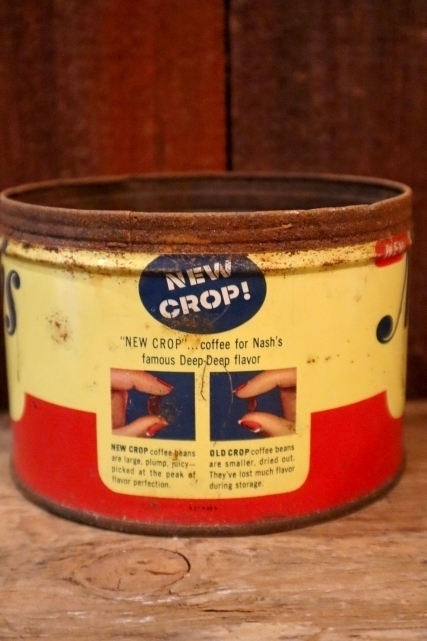 NEW
CROP!
"NEW CROP"...coffee for Nash's
famous Deep-Deep flavor
NEW CROP coffee beans
are large, plump, juicy—
picked at the peak of
flavor perfection.
OLD CROP coffee beans
are smaller, dried out.
They've lost much flavor
during storage.
NEW